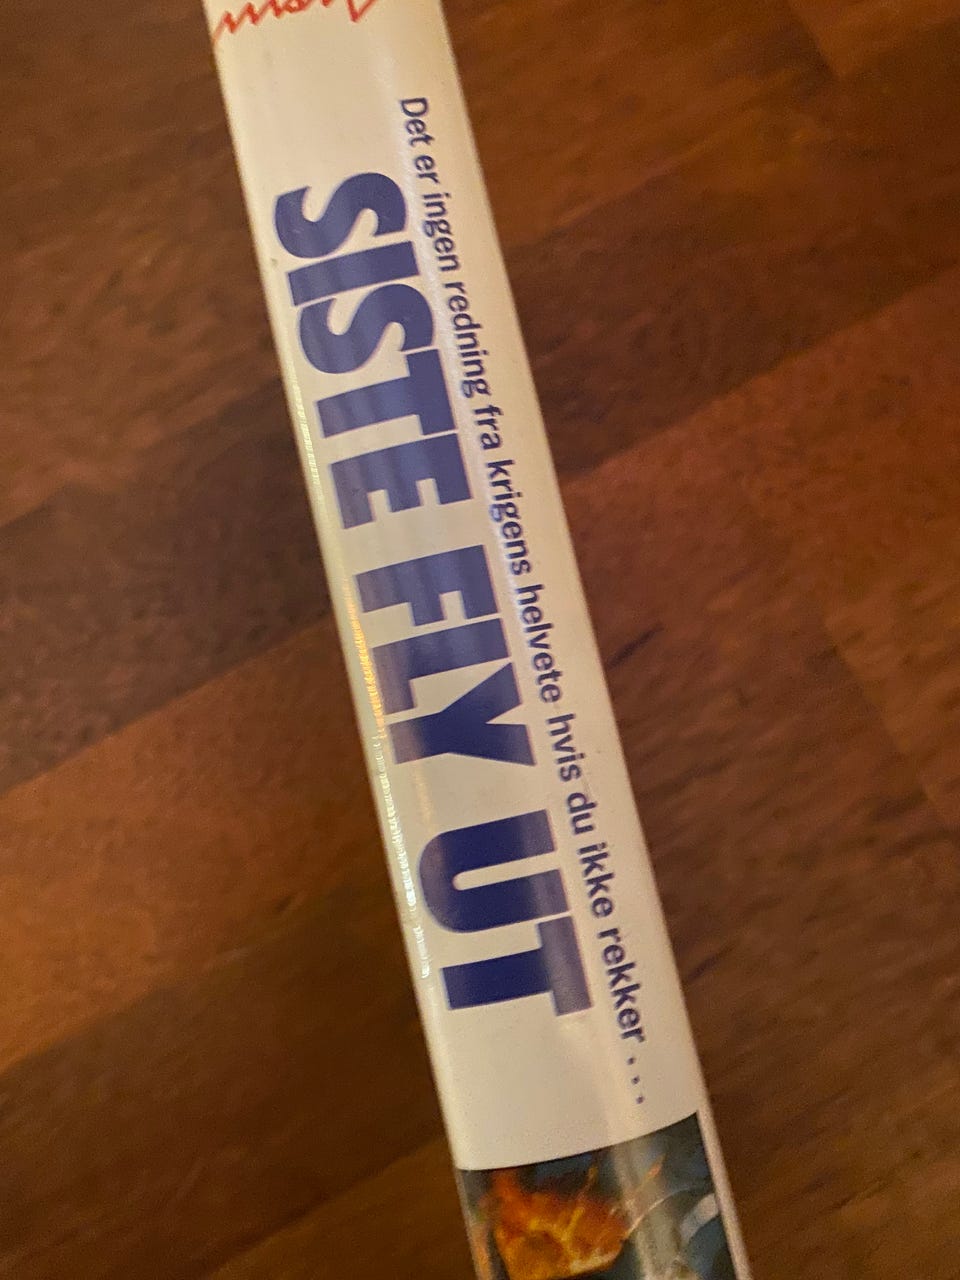 Det er ingen redning fra krigens helvete hvis du ikke rekker...
SISTE FLY UT